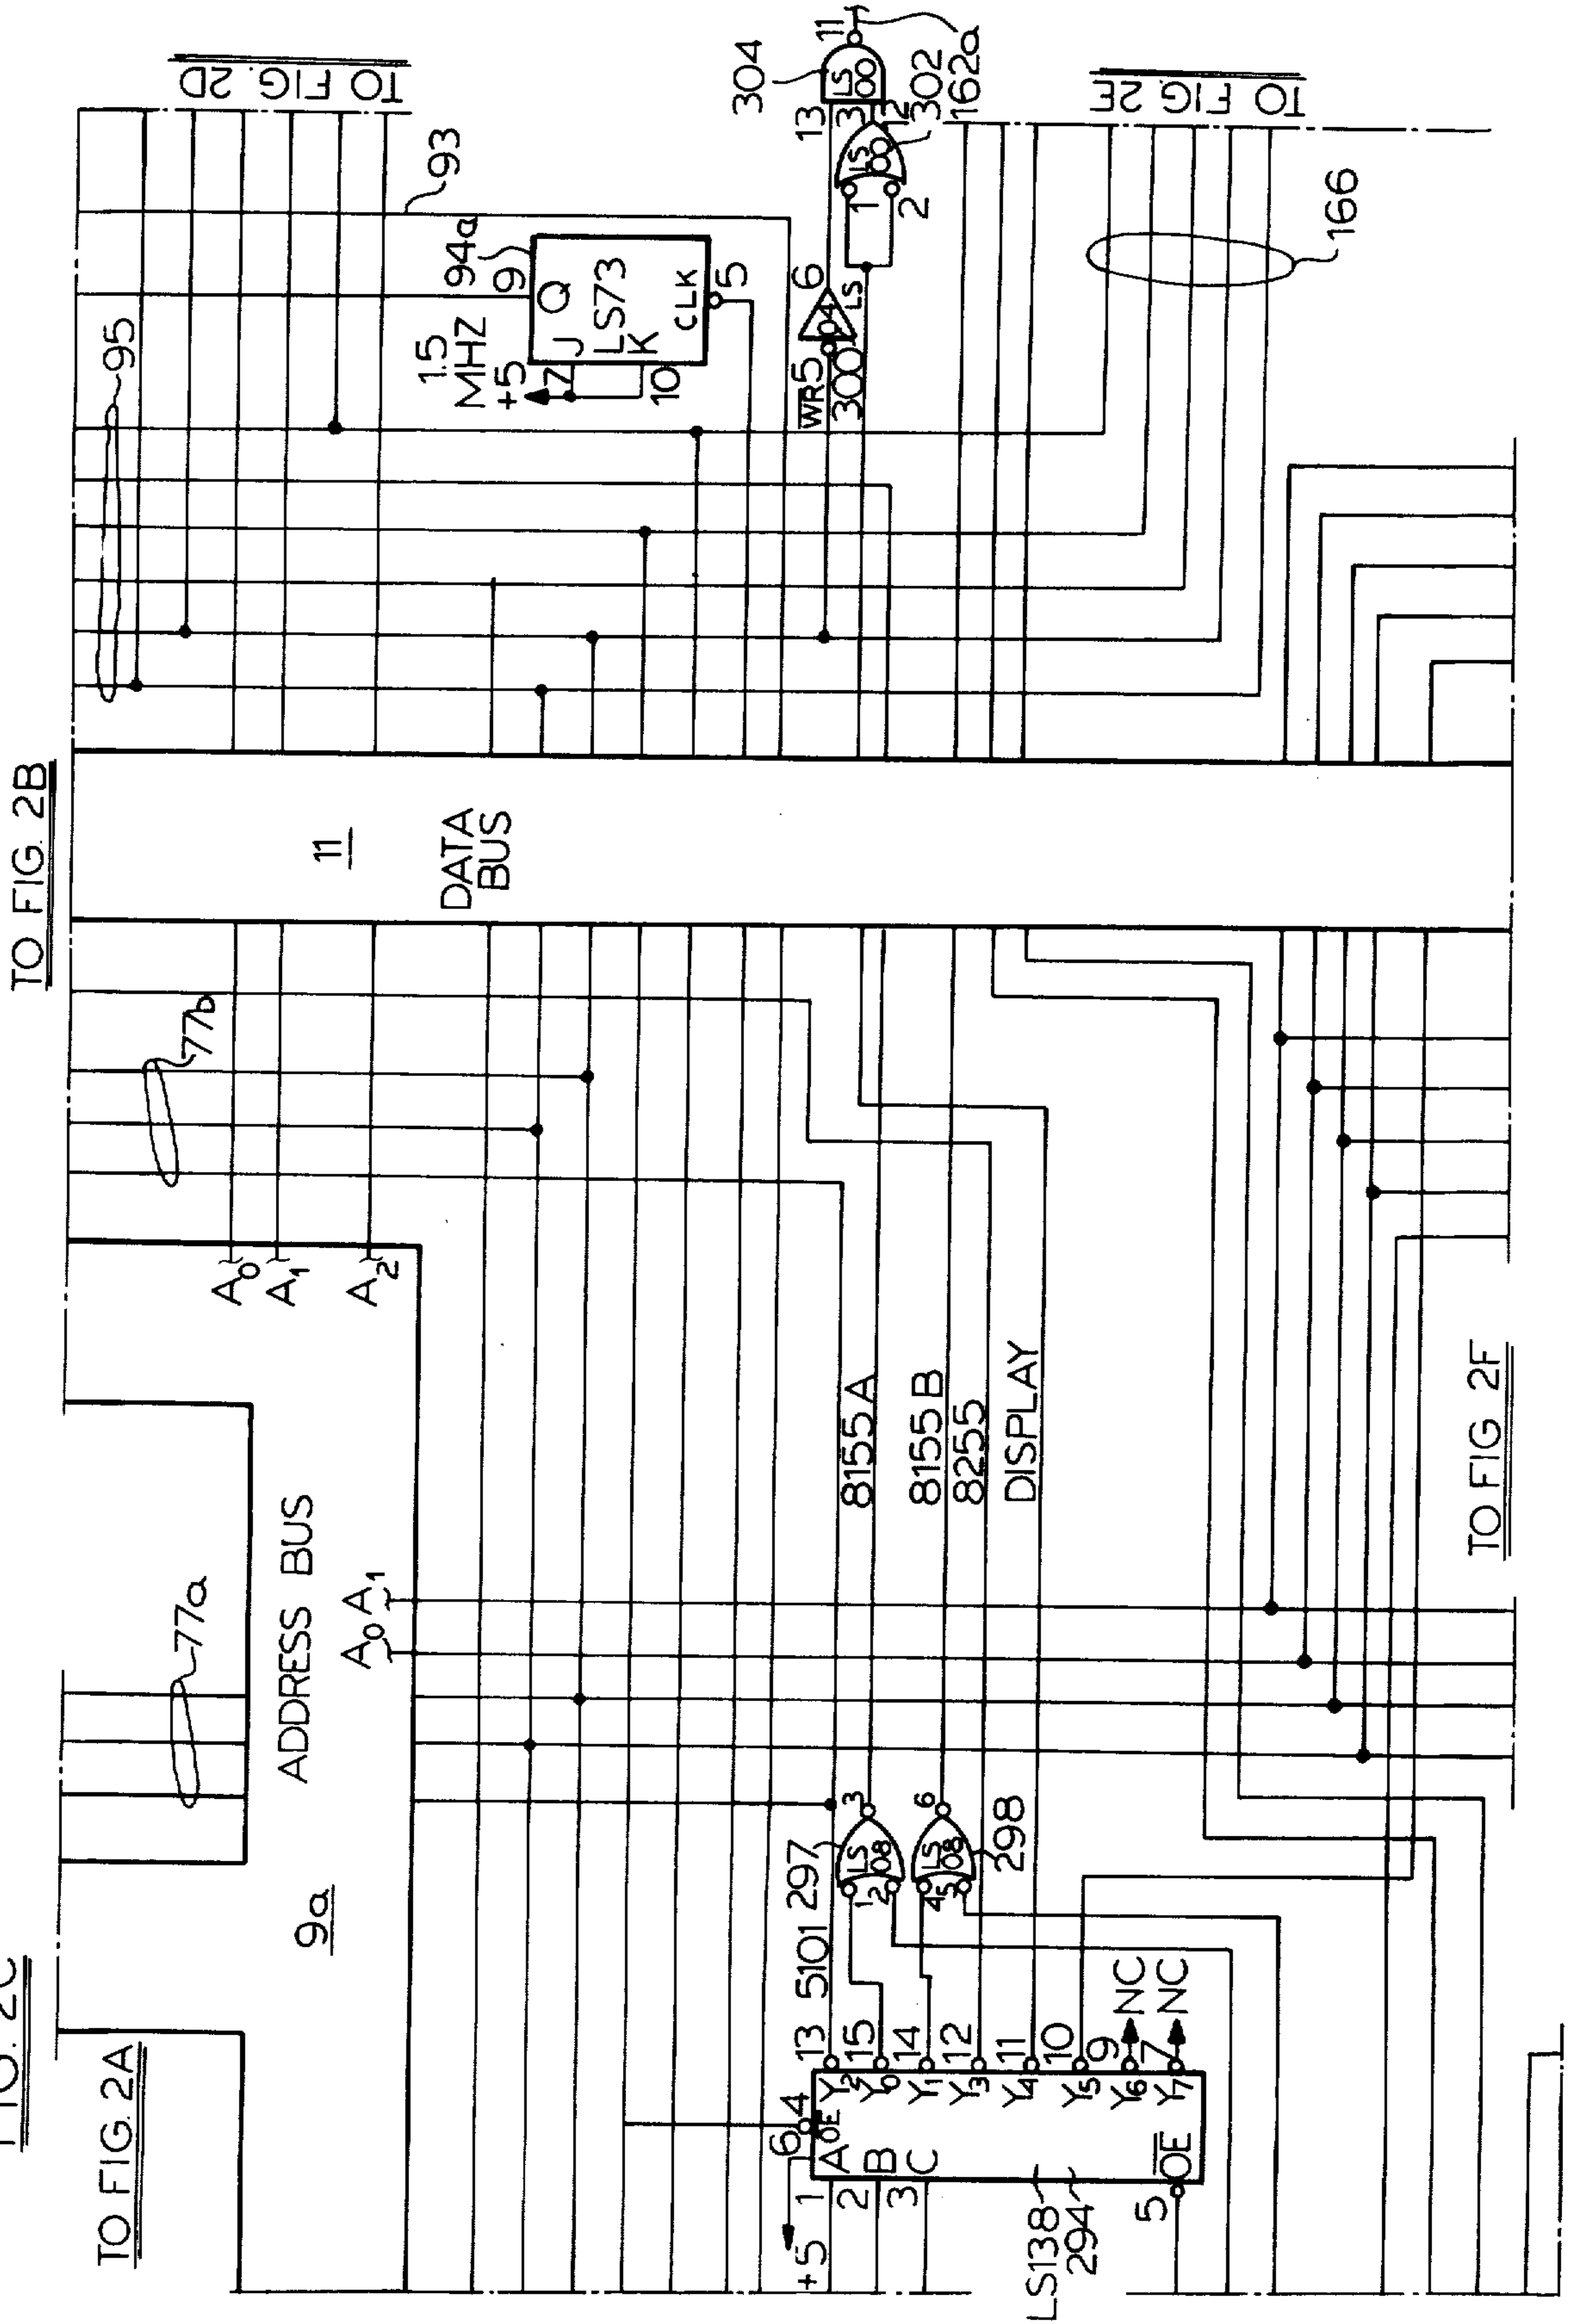 FIG. 2C
TO FIG. 2A
TO FIG. 2B
TO FIG. 2D
TO FIG 2E
TO FIG 2F
9a
ADDRESS BUS
77a
77b
A0 A1
A0
A1
A2
11
DATA BUS
95
93
94a
1.5 MHZ
+5
7
10
9
5
Q
J
LS73
K
CLK
WR 5
300
LS
04
6
1
2
LS
00
3
302
13
12
LS
00
304
11
162a
166
+5
6
4
OE
1
2
3
A
B
C
LS138
294
5
OE
Y2 13 5101
Y0 15
Y1 14
Y3 12
Y4 11
Y5 10
Y6 9 NC
Y7 7 NC
297
1
2
LS
08
3
4
5
LS
08
6
298
8155 A
8155 B
8255
DISPLAY